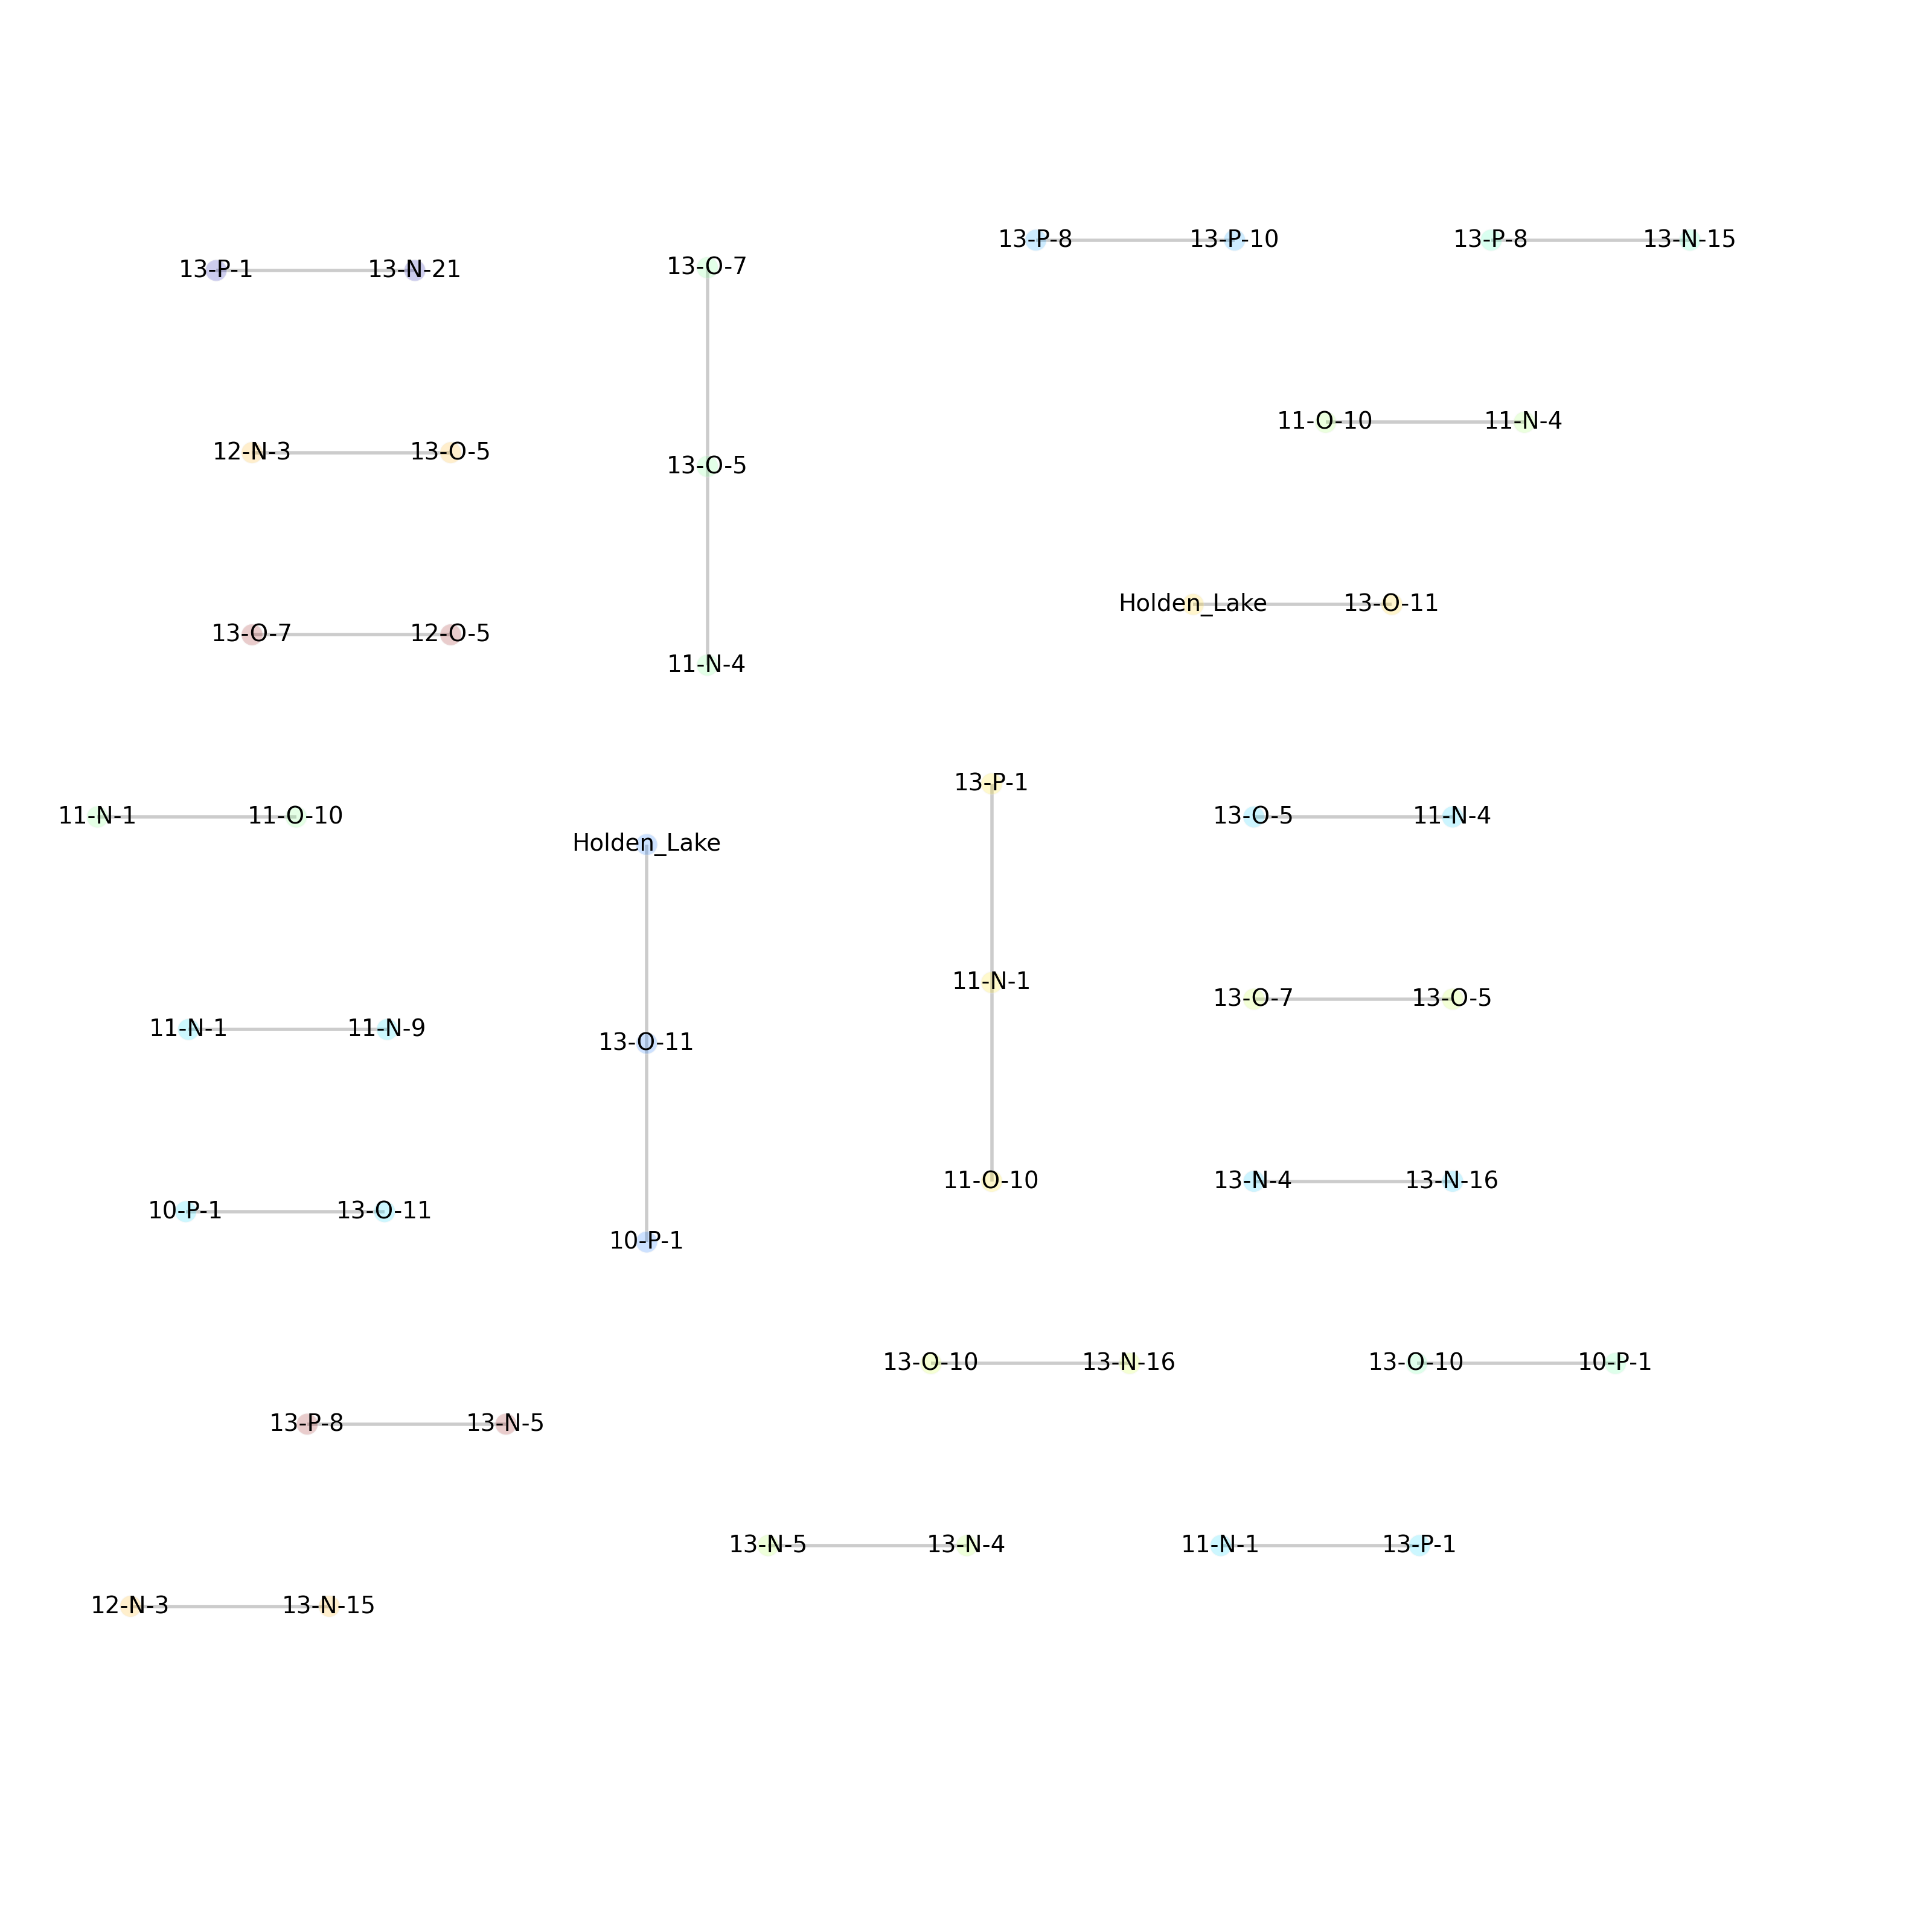 13-P-8 13-P-10 13-P-8 13-N-15
13-O-7
13-P-1 13-N-21
11-O-10 11-N-4
12-N-3 13-O-5
13-O-5
Holden_Lake 13-O-11
13-O-7 12-O-5
11-N-4
13-P-1
11-N-1 11-O-10
13-O-5 11-N-4
Holden_Lake
11-N-1
13-O-7 13-O-5
11-N-1 11-N-9
13-O-11
11-O-10
13-N-4 13-N-16
10-P-1 13-O-11
10-P-1
13-O-10 13-N-16 13-O-10 10-P-1
13-P-8 13-N-5
13-N-5 13-N-4 11-N-1 13-P-1
12-N-3 13-N-15